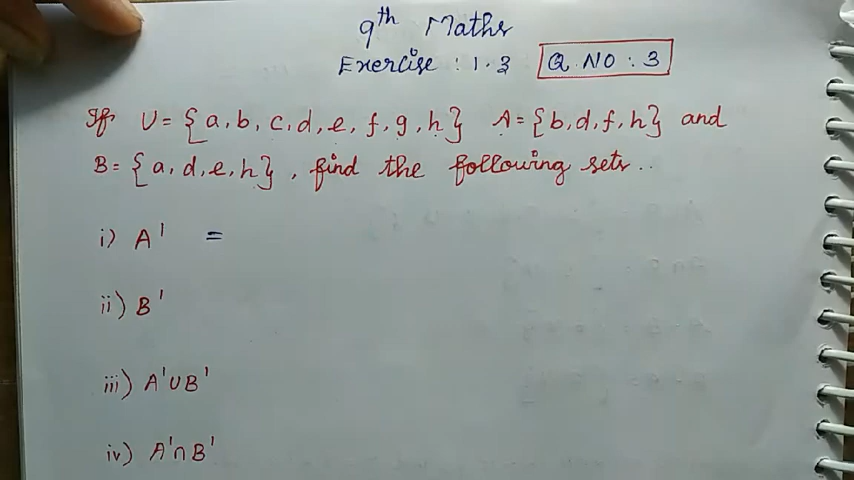 9th Maths
Exercise : 1.3 Q.NO : 3
If U = {a, b, c, d, e, f, g, h} A = {b, d, f, h} and
B = {a, d, e, h}, find the following sets..
i) A' =
ii) B'
iii) A'∪B'
iv) A'∩B'